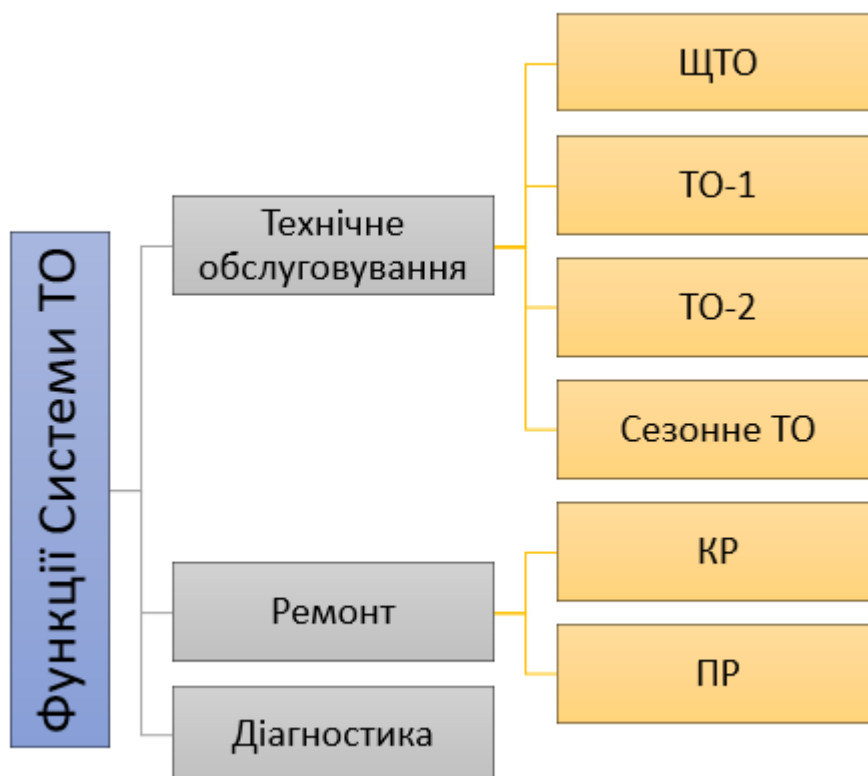 Функції Системи ТО
Технічне
обслуговування
ЩТО
ТО-1
ТО-2
Сезонне ТО
Ремонт
КР
ПР
Діагностика